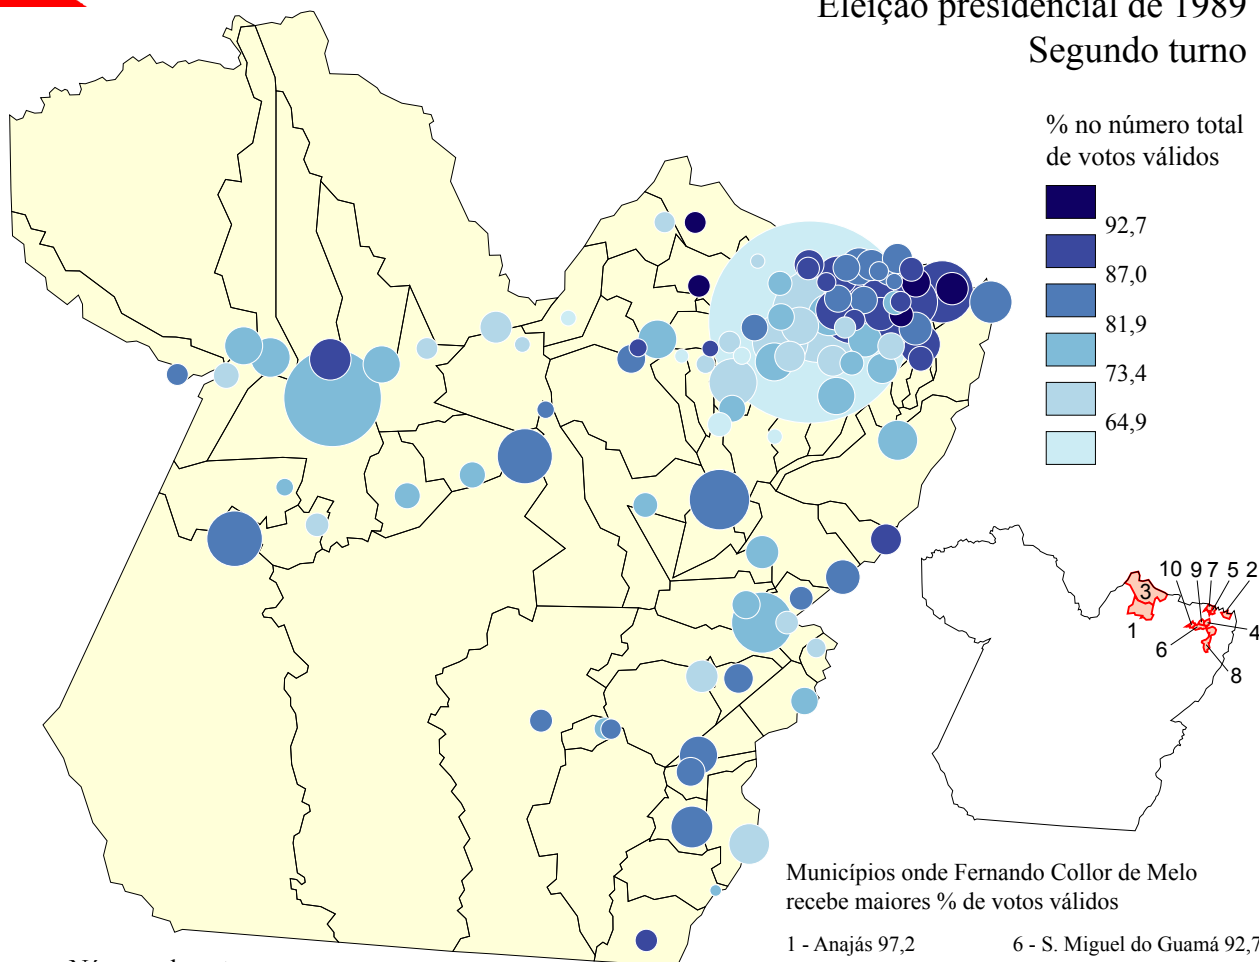 Eleição presidencial de 1989
Segundo turno
% no número total
de votos válidos
92,7
87,0
81,9
73,4
64,9
10 9 7 5 2
3
1
4
6
8
Municípios onde Fernando Collor de Melo
recebe maiores % de votos válidos
1 - Anajás 97,2
6 - S. Miguel do Guamá 92,7